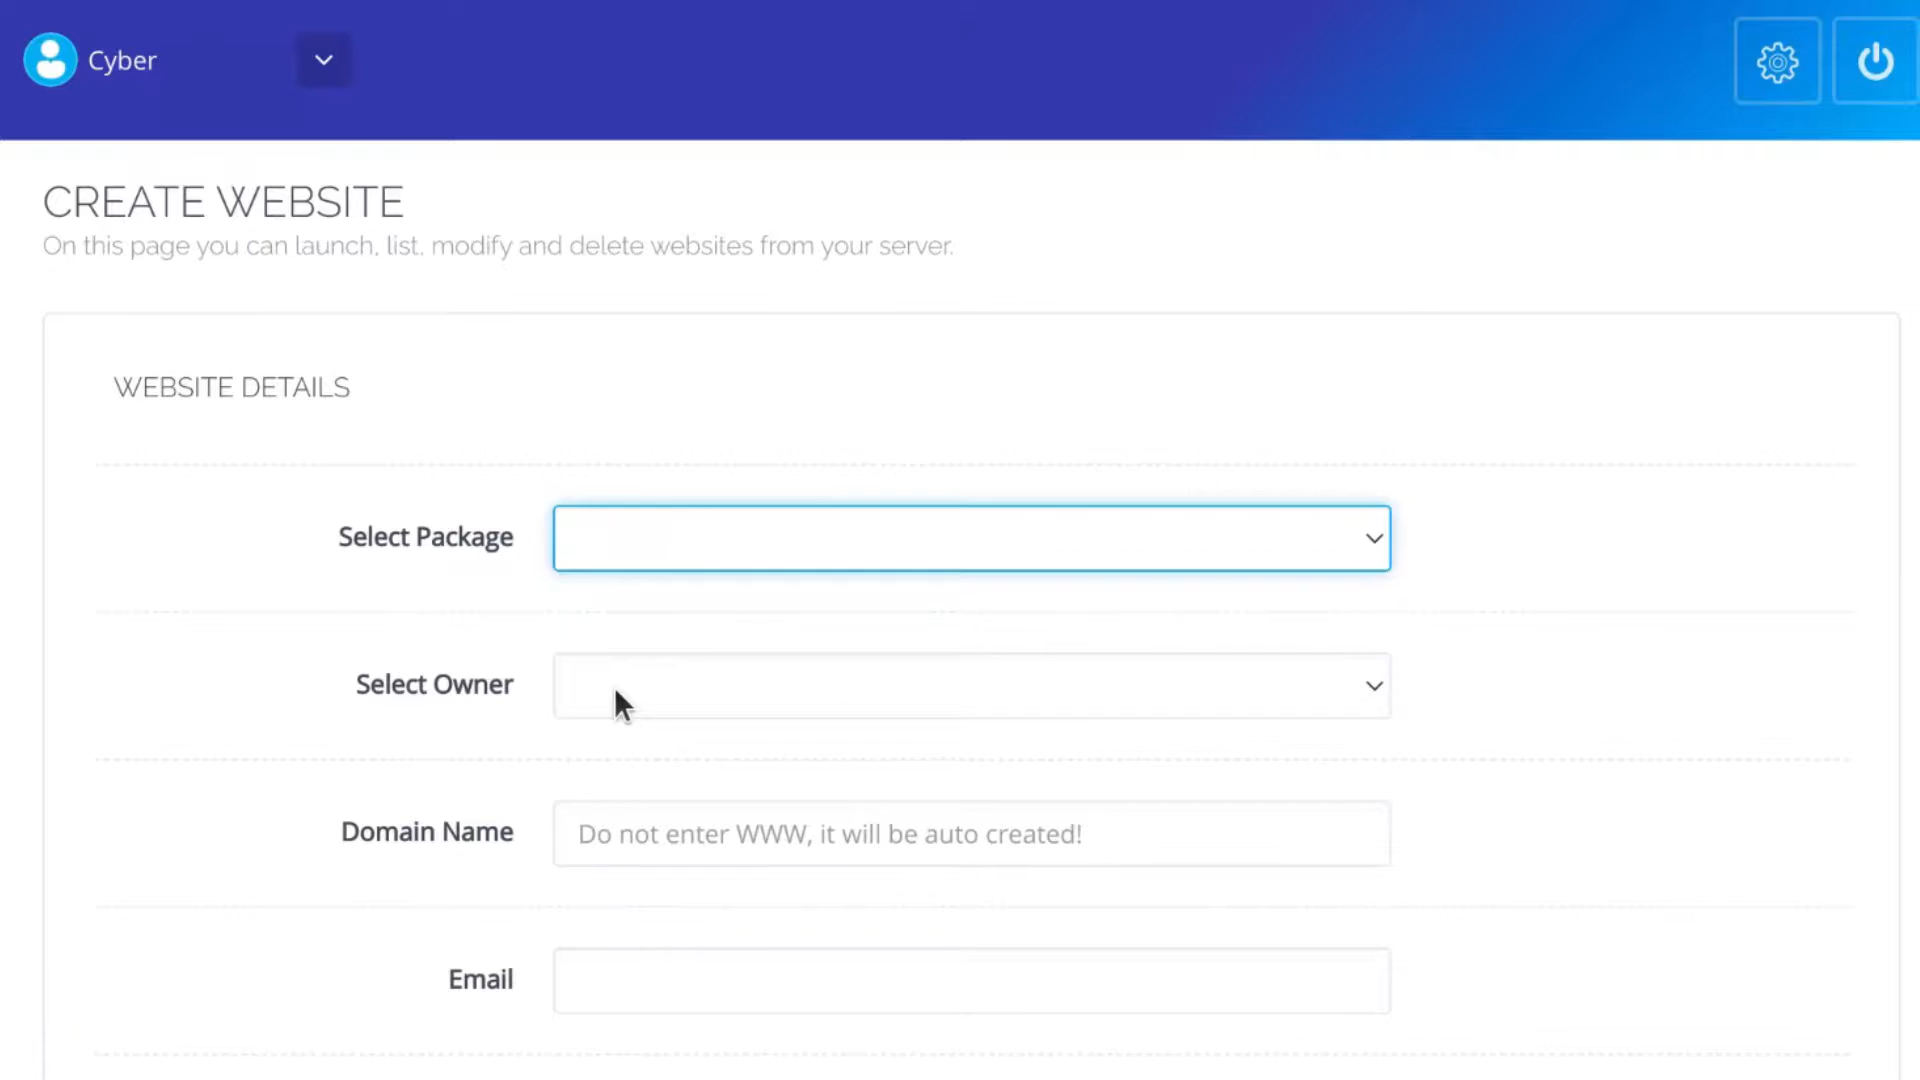 Cyber
CREATE WEBSITE
On this page you can launch, list, modify and delete websites from your server.
WEBSITE DETAILS
Select Package
Select Owner
Domain Name
Do not enter WWW, it will be auto created!
Email